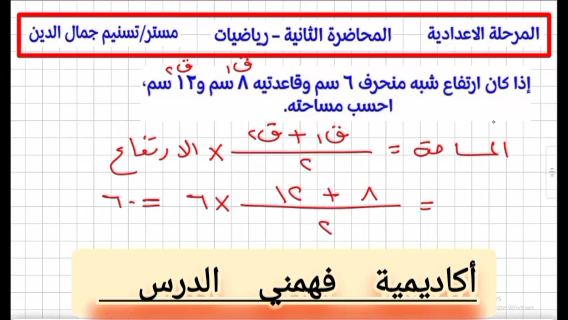 المرحلة الاعدادية المحاضرة الثانية - رياضيات مستر/تسنيم جمال الدين
ق١ ق٢
إذا كان ارتفاع شبه منحرف ٦ سم وقاعدتيه ٨ سم و١٢ سم،
احسب مساحته.
المساحة = (ق١ + ق٢) / ٢ × الارتفاع
= (٨ + ١٢) / ٢ × ٦ = ٦٠
أكاديمية فهمني الدرس